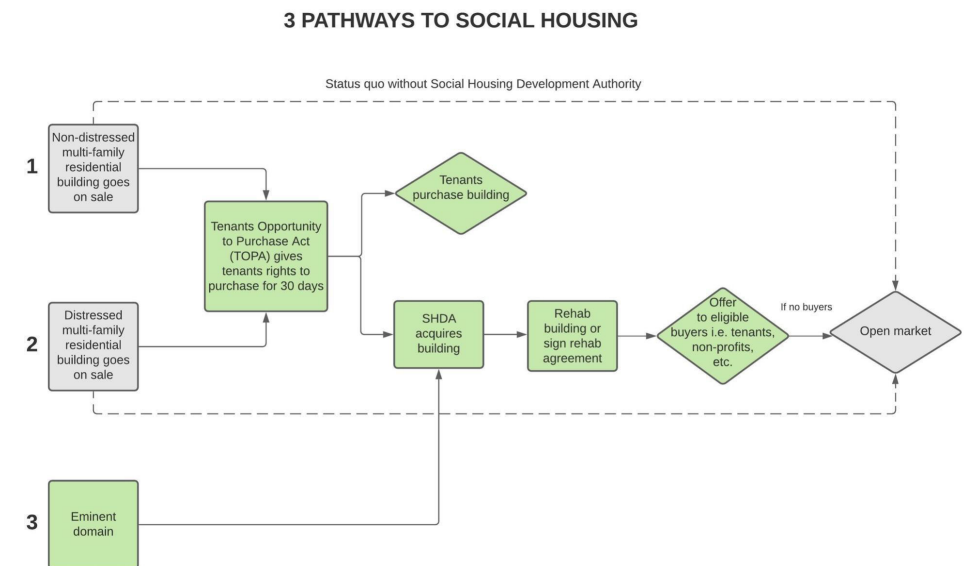 3 PATHWAYS TO SOCIAL HOUSING
Status quo without Social Housing Development Authority
1
Non-distressed
multi-family
residential
building goes
on sale
Tenants
purchase building
Tenants Opportunity
to Purchase Act
(TOPA) gives
tenants rights to
purchase for 30 days
2
Distressed
multi-family
residential
building goes
on sale
SHDA
acquires
building
Rehab
building or
sign rehab
agreement
Offer
to eligible
buyers i.e. tenants,
non-profits,
etc.
If no buyers
Open market
3
Eminent
domain